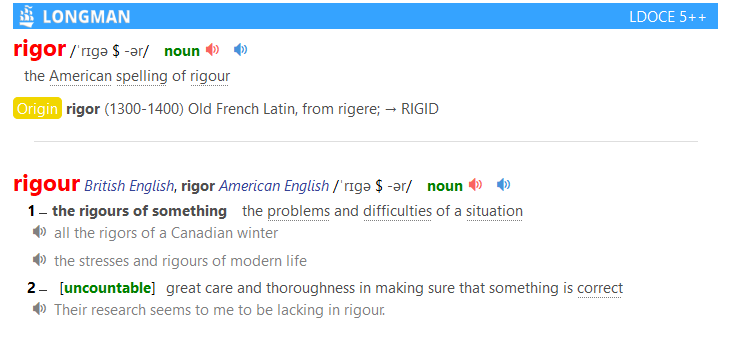 LONGMAN LDOCE 5++
rigor /ˈrɪgə $ -ər/ noun
the American spelling of rigour
Origin rigor (1300-1400) Old French Latin, from rigere; → RIGID
rigour British English, rigor American English /ˈrɪgə $ -ər/ noun
1 – the rigours of something the problems and difficulties of a situation
all the rigors of a Canadian winter
the stresses and rigours of modern life
2 – [uncountable] great care and thoroughness in making sure that something is correct
Their research seems to me to be lacking in rigour.